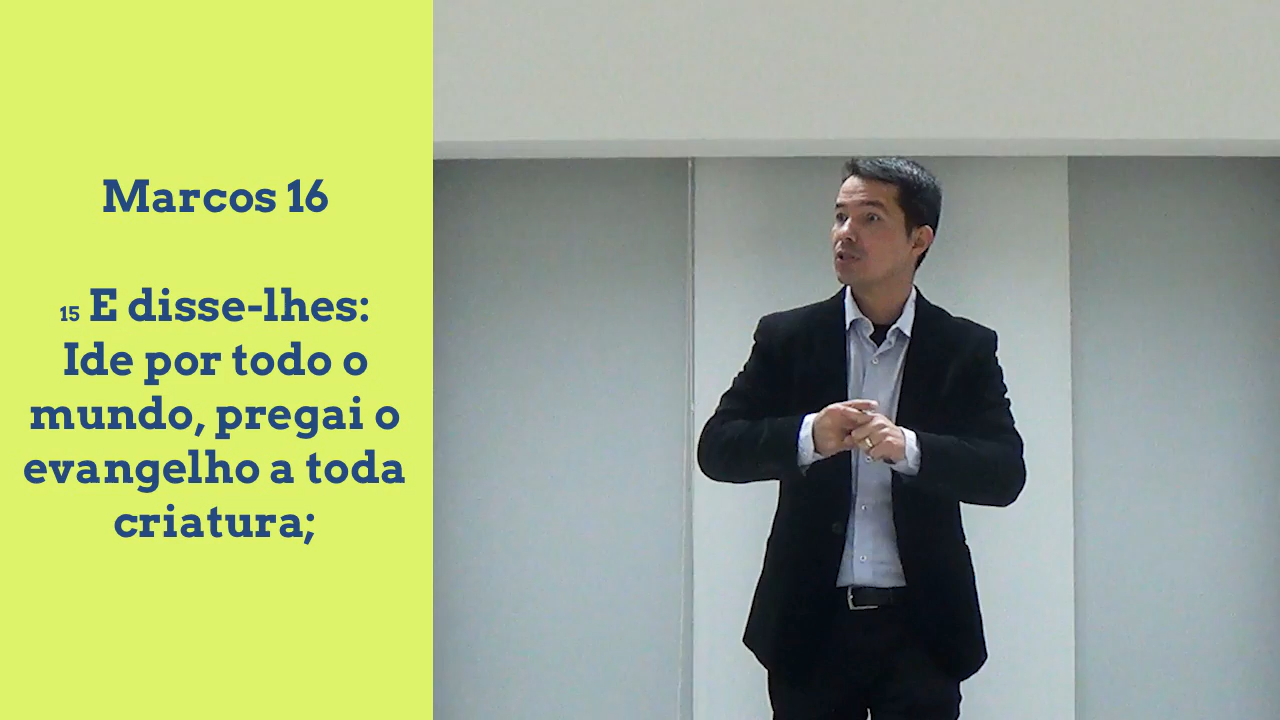 Marcos 16
15 E disse-lhes:
Ide por todo o
mundo, pregai o
evangelho a toda
criatura;